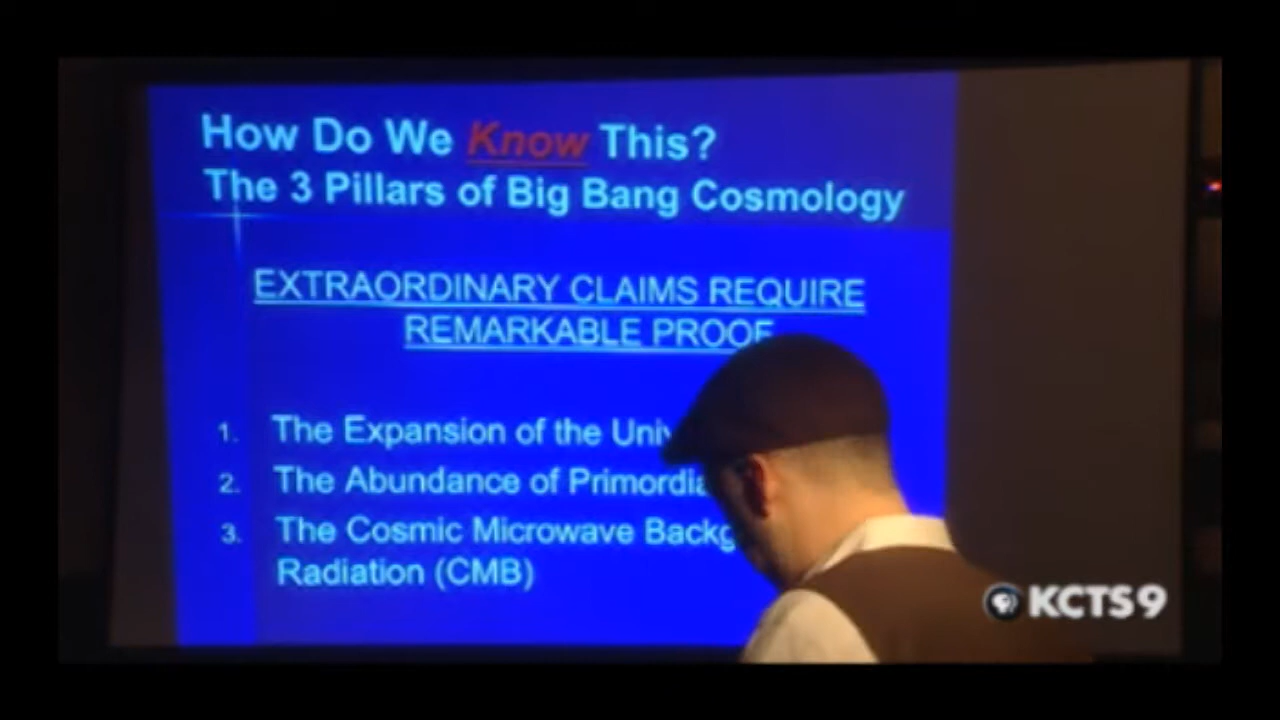 How Do We Know This?
The 3 Pillars of Big Bang Cosmology
EXTRAORDINARY CLAIMS REQUIRE
REMARKABLE PROOF
1. The Expansion of the
2. The Abundance of
3. The Cosmic Microwave
Radiation (CMB)
KCTS9